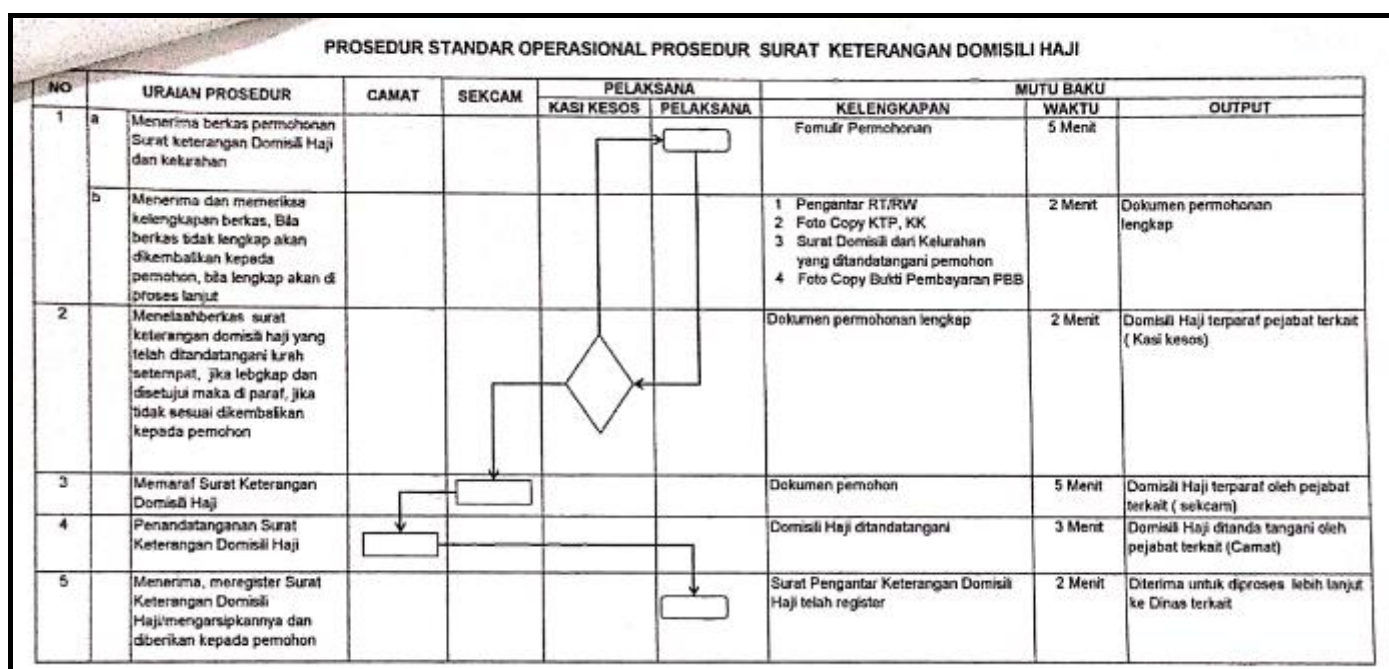 PROSEDUR STANDAR OPERASIONAL PROSEDUR SURAT KETERANGAN DOMISILI HAJI
NO
URAIAN PROSEDUR
CAMAT
SEKCAM
PELAKSANA
MUTU BAKU
KASI KESOS
PELAKSANA
KELENGKAPAN
WAKTU
OUTPUT
1
a
Menerima berkas permohonan
Surat keterangan Domisili Haji
dan kelurahan
Fomulir Permohonan
5 Menit
b
Menerima dan memeriksa
kelengkapan berkas, Bila
berkas tidak lengkap akan
dikembalikan kepada
pemohon, bila lengkap akan di
proses lanjut
1 Pengantar RT/RW
2 Foto Copy KTP, KK
3 Surat Domisili dari Kelurahan
yang ditandatangani pemohon
4 Foto Copy Bukti Pembayaran PBB
2 Menit
Dokumen permohonan
lengkap
2
Menelaahberkas surat
keterangan domisili haji yang
telah ditandatangani lurah
setempat, jika lebgkap dan
disetujui maka di paraf, jika
tidak sesuai dikembalikan
kepada pemohon
Dokumen permohonan lengkap
2 Menit
Domisili Haji terparaf pejabat terkait
( Kasi kesos)
3
Memaraf Surat Keterangan
Domisili Haji
Dokumen pemohon
5 Menit
Domisili Haji terparaf oleh pejabat
terkait ( sekcam)
4
Penandatanganan Surat
Keterangan Domisili Haji
Domisili Haji ditandatangani
3 Menit
Domisili Haji ditanda tangani oleh
pejabat terkait (Camat)
5
Menerima, meregister Surat
Keterangan Domisili
Haji/mengarsipkannya dan
diberikan kepada pemohon
Surat Pengantar Keterangan Domisili
Haji telah register
2 Menit
Diterima untuk diproses lebih lanjut
ke Dinas terkait